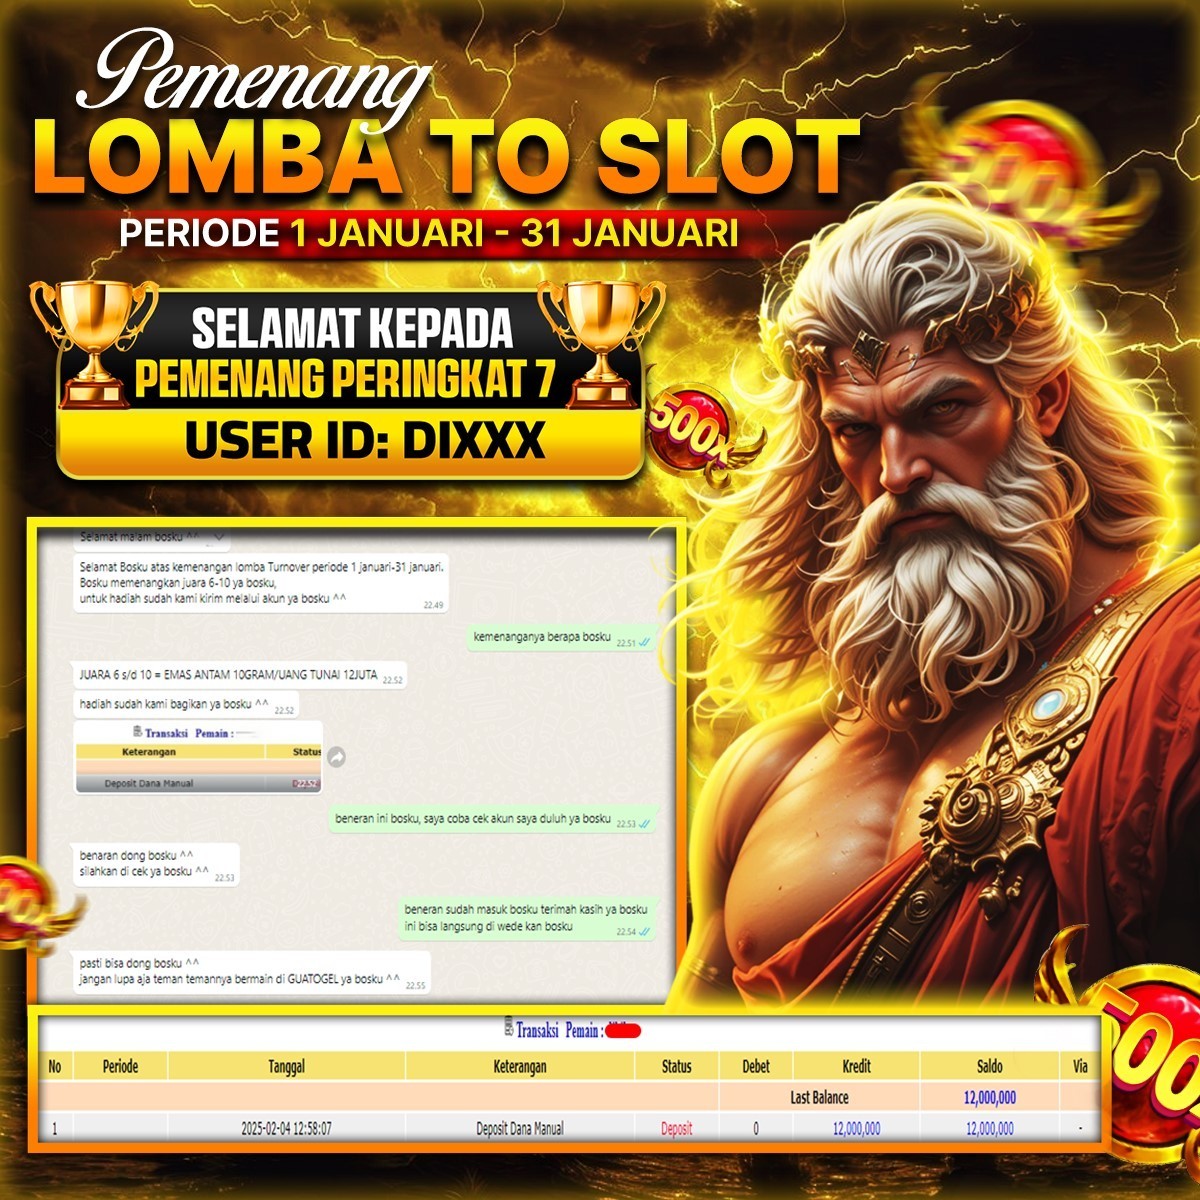 Pemenang
LOMBA TO SLOT
PERIODE 1 JANUARI - 31 JANUARI
SELAMAT KEPADA
PEMENANG PERINGKAT 7
USER ID: DIXXX
500x
500x
Selamat malam bosku ^^
Selamat Bosku atas kemenangan lomba Turnover periode 1 januari-31 januari.
Bosku memenangkan juara 6-10 ya bosku,
untuk hadiah sudah kami kirim melalui akun ya bosku ^^ 22.49
kemenanganya berapa bosku 22.51
JUARA 6 s/d 10 = EMAS ANTAM 10GRAM/UANG TUNAI 12JUTA 22.52
hadiah sudah kami bagikan ya bosku ^^ 22.52
Transaksi Pemain :
Keterangan Status
Deposit Dana Manual 22.52
beneran ini bosku, saya coba cek akun saya duluh ya bosku 22.53
benaran dong bosku ^^
silahkan di cek ya bosku ^^ 22.53
beneran sudah masuk bosku terimah kasih ya bosku
ini bisa langsung di wede kan bosku 22.54
pasti bisa dong bosku ^^
jangan lupa aja teman temannya bermain di GUATOGEL ya bosku ^^ 22.55
00x
500x
Transaksi Pemain :
No Periode Tanggal Keterangan Status Debet Kredit Saldo Via
Last Balance 12,000,000
1 2025-02-04 12:58:07 Deposit Dana Manual Deposit 0 12,000,000 12,000,000 -